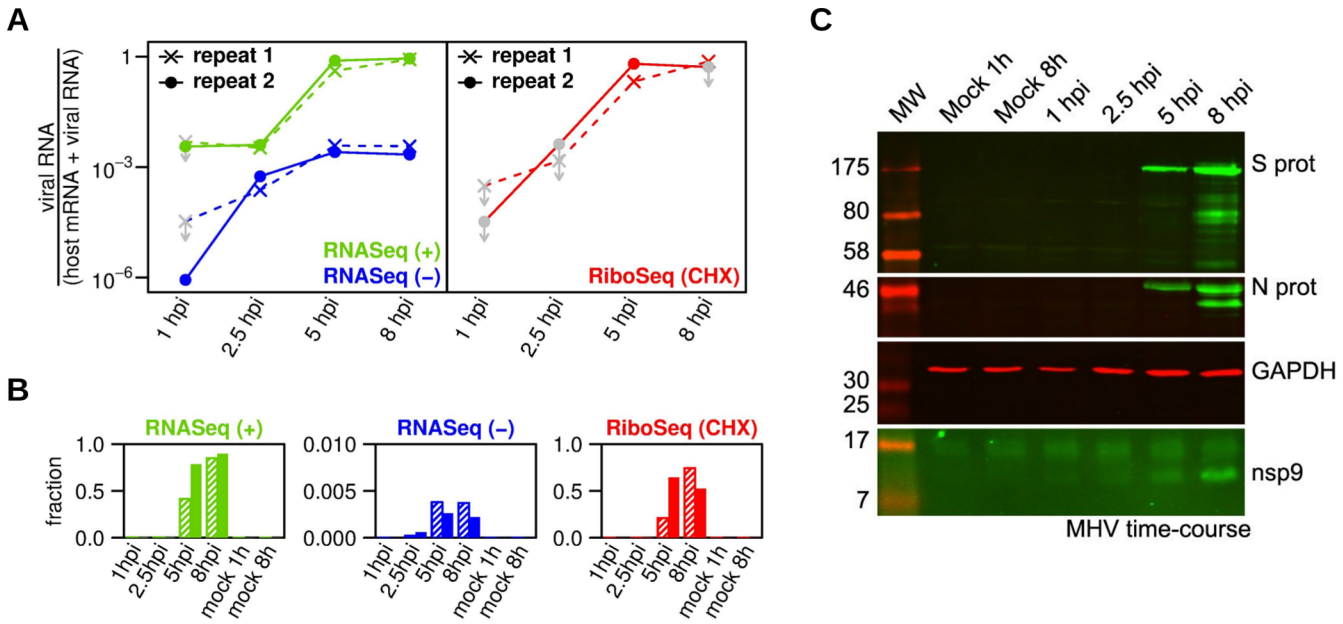 A
viral RNA
(host mRNA + viral RNA)
1
10⁻³
10⁻⁶
repeat 1
repeat 2
RNASeq (+)
RNASeq (−)
1 hpi
2.5 hpi
5 hpi
8 hpi
repeat 1
repeat 2
RiboSeq (CHX)
1 hpi
2.5 hpi
5 hpi
8 hpi
B
fraction
RNASeq (+)
1.0
0.5
0.0
1hpi
2.5hpi
5hpi
8hpi
mock 1h
mock 8h
RNASeq (−)
0.010
0.005
0.000
1hpi
2.5hpi
5hpi
8hpi
mock 1h
mock 8h
RiboSeq (CHX)
1.0
0.5
0.0
1hpi
2.5hpi
5hpi
8hpi
mock 1h
mock 8h
C
MW
Mock 1h
Mock 8h
1 hpi
2.5 hpi
5 hpi
8 hpi
175
80
58
S prot
46
N prot
30
25
GAPDH
17
7
nsp9
MHV time-course